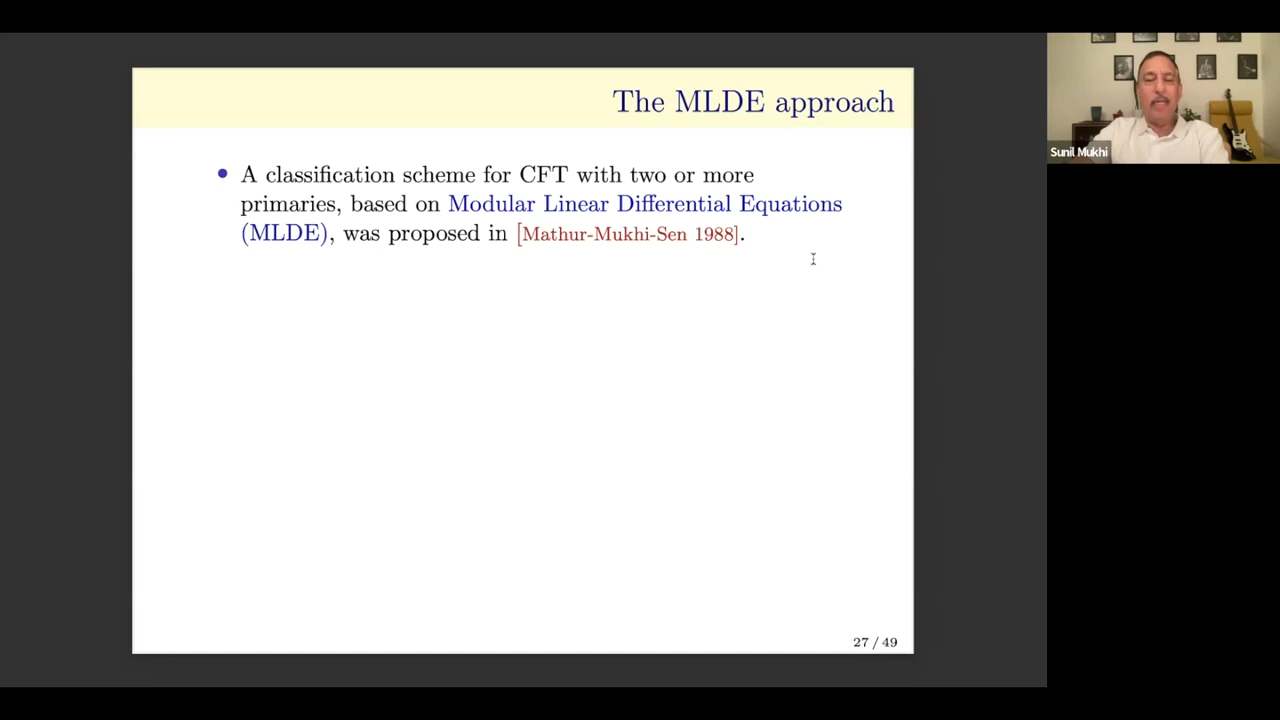 The MLDE approach
• A classification scheme for CFT with two or more
primaries, based on Modular Linear Differential Equations
(MLDE), was proposed in [Mathur-Mukhi-Sen 1988].
27 / 49
Sunil Mukhi